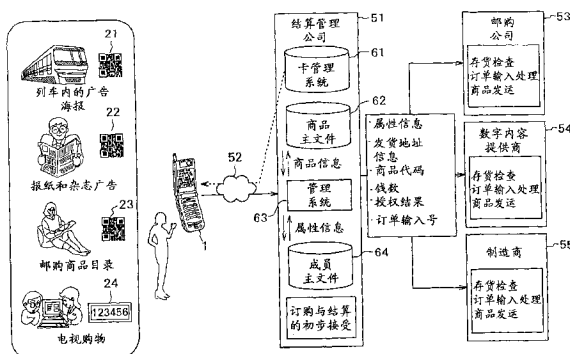 21
列车内的广告
海报
22
报纸和杂志广告
23
邮购商品目录
24
123456
电视购物
1
52
结算管理
公司
51
卡管理
系统
61
商品
主文件
62
商品信息
管理
系统
63
属性信息
成员
主文件
64
订购与结算
的初步接受
属性信息
·发货地址
信息
·商品代码
·钱数
·授权结果
·订单输入号
邮购
公司
53
存货检查
订单输入处理
商品发运
数字内容
提供商
54
存货检查
订单输入处理
商品发运
制造商
55
存货检查
订单输入处理
商品发运